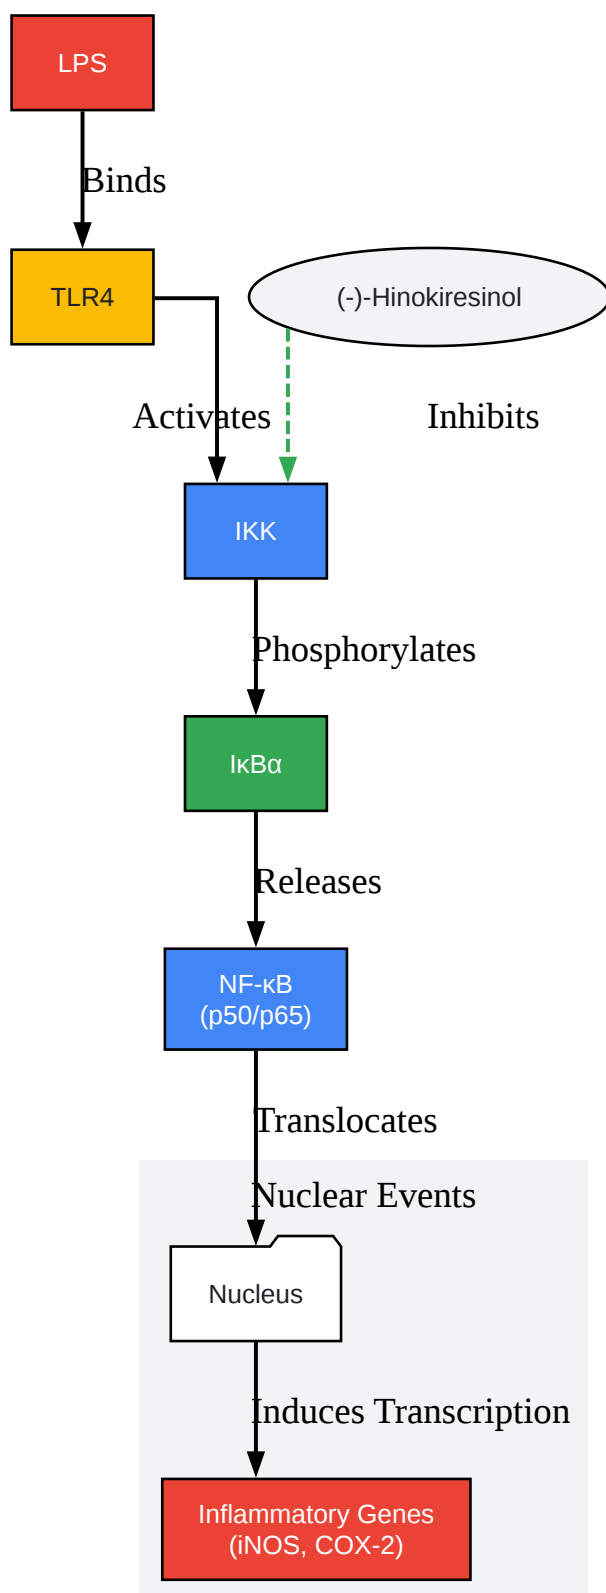 LPS
Binds
TLR4
(-)-Hinokiresinol
Activates
Inhibits
IKK
Phosphorylates
IκBα
Releases
NF-κB
(p50/p65)
Translocates
Nuclear Events
Nucleus
Induces Transcription
Inflammatory Genes
(iNOS, COX-2)